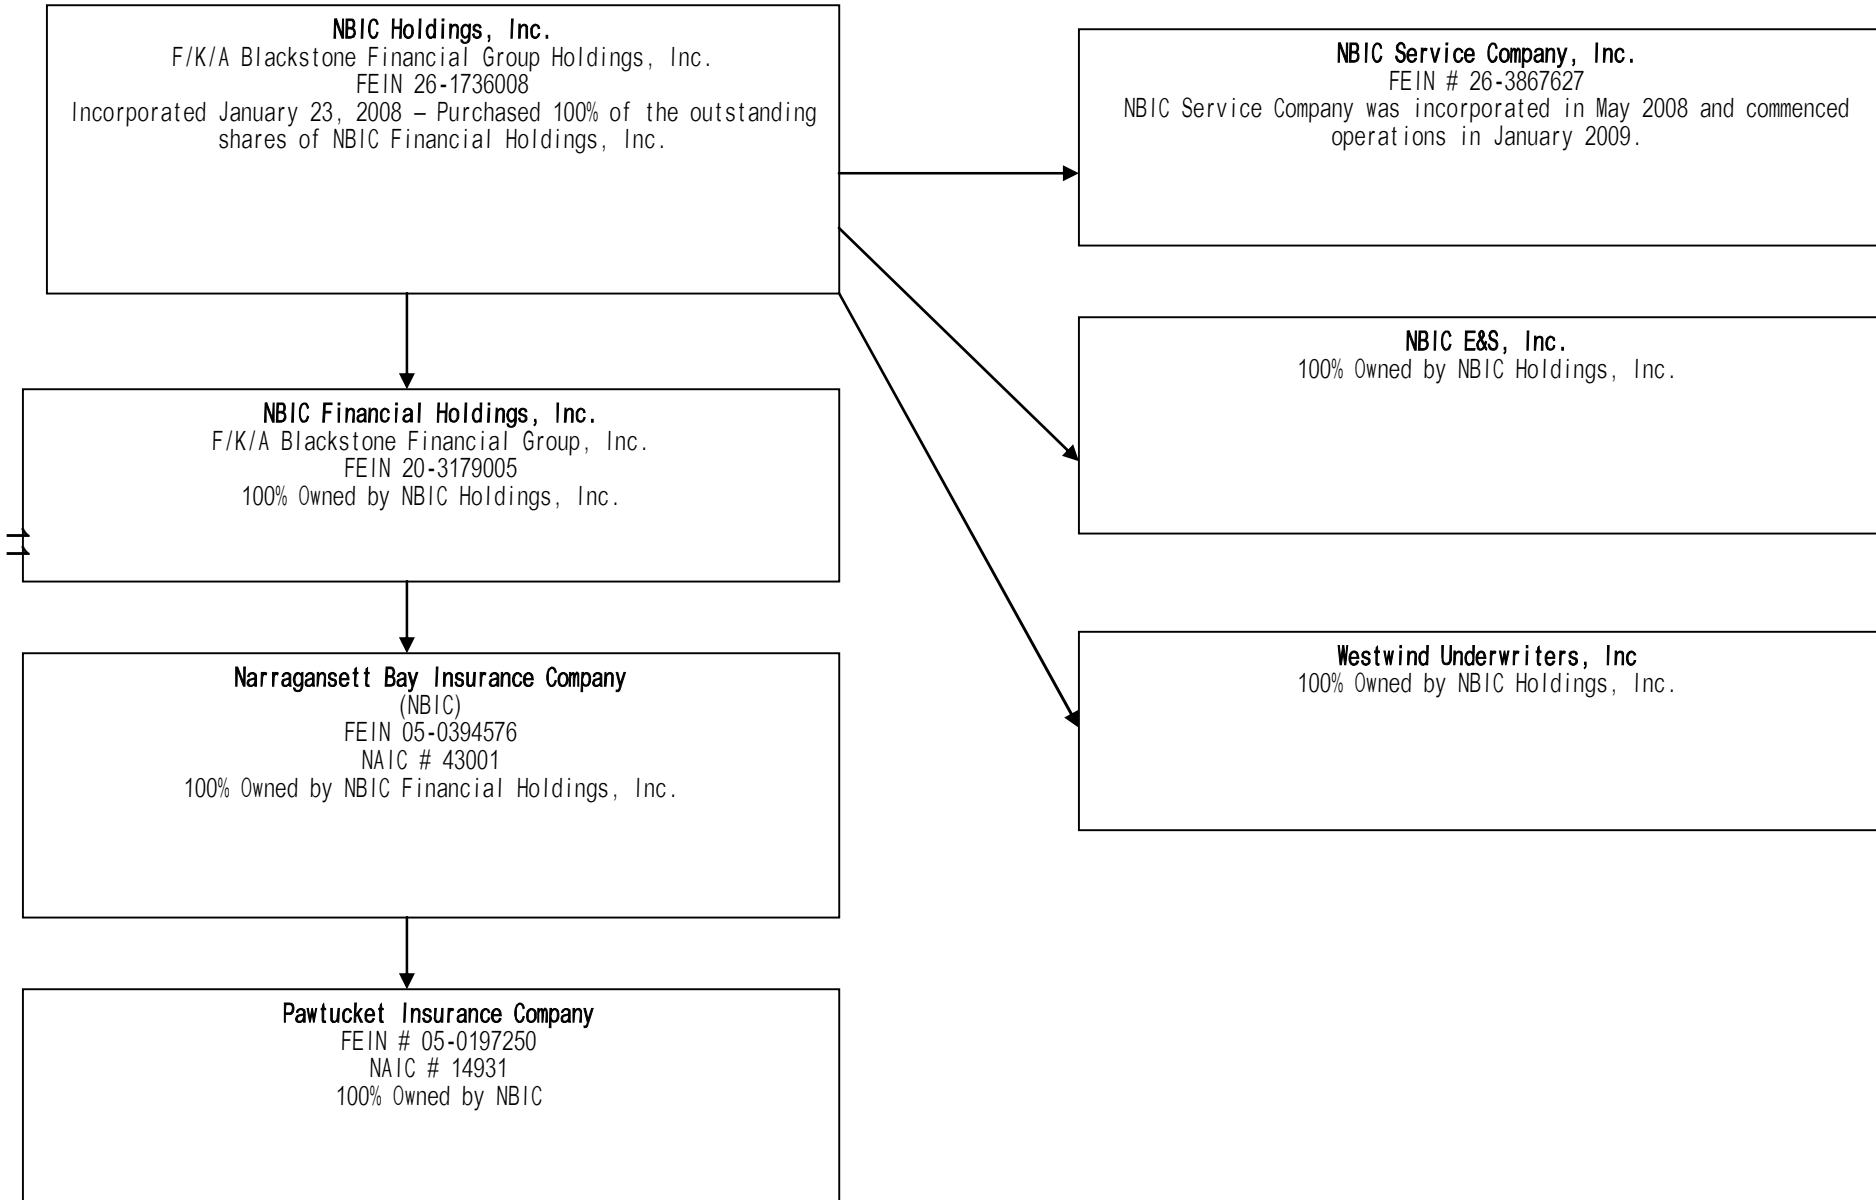 NBIC Holdings, Inc.
F/K/A Blackstone Financial Group Holdings, Inc.
FEIN 26-1736008
Incorporated January 23, 2008 – Purchased 100% of the outstanding
shares of NBIC Financial Holdings, Inc.
NBIC Service Company, Inc.
FEIN # 26-3867627
NBIC Service Company was incorporated in May 2008 and commenced
operations in January 2009.
NBIC E&S, Inc.
100% Owned by NBIC Holdings, Inc.
NBIC Financial Holdings, Inc.
F/K/A Blackstone Financial Group, Inc.
FEIN 20-3179005
100% Owned by NBIC Holdings, Inc.
Westwind Underwriters, Inc
100% Owned by NBIC Holdings, Inc.
Narragansett Bay Insurance Company
(NBIC)
FEIN 05-0394576
NAIC # 43001
100% Owned by NBIC Financial Holdings, Inc.
Pawtucket Insurance Company
FEIN # 05-0197250
NAIC # 14931
100% Owned by NBIC